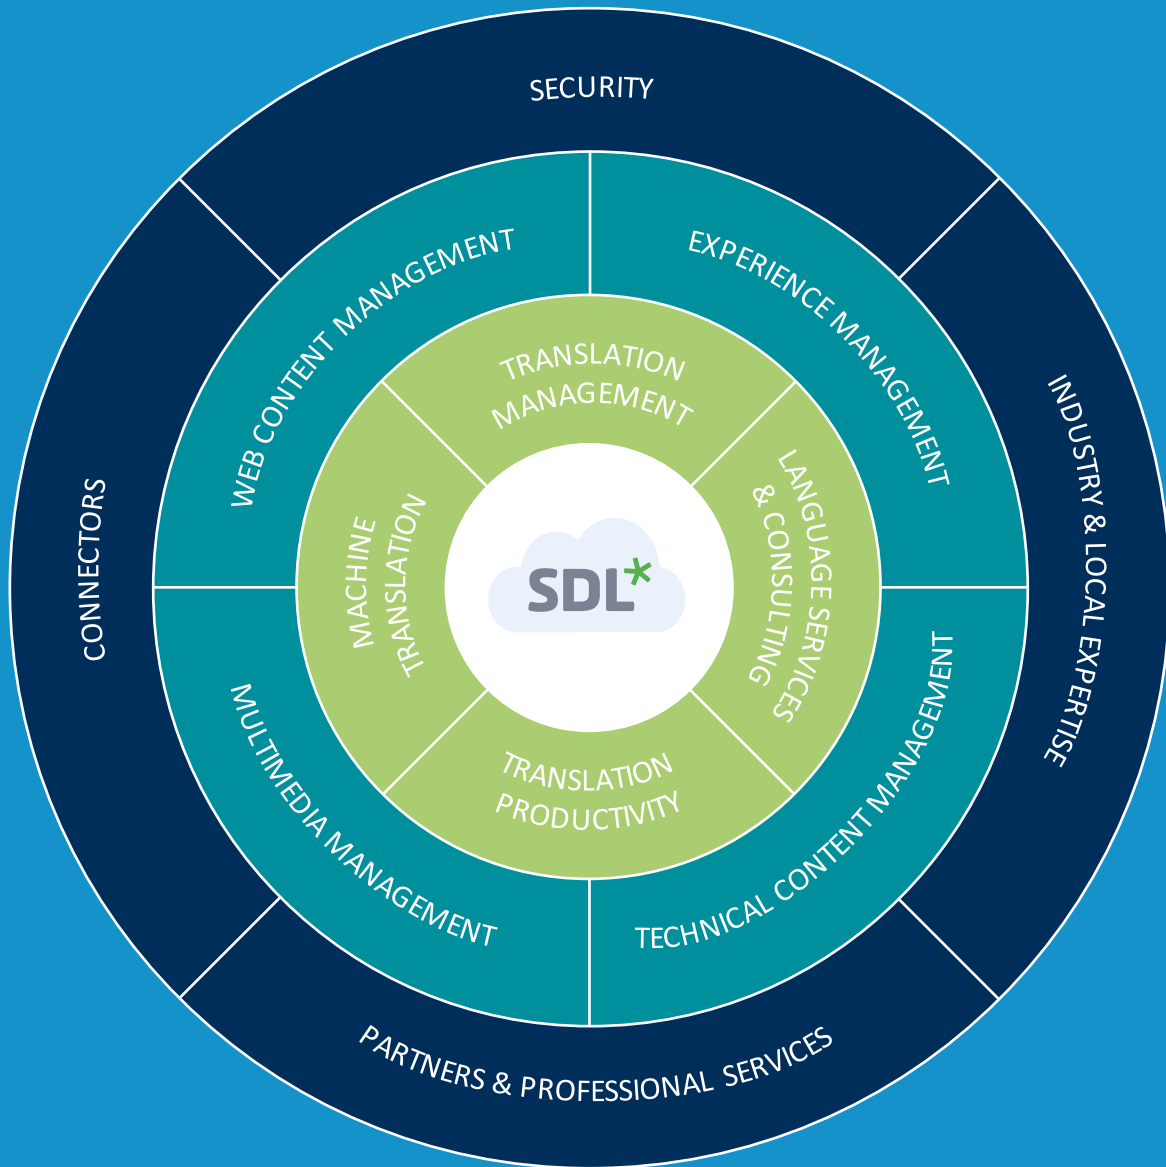 SECURITY
WEB CONTENT MANAGEMENT
EXPERIENCE MANAGEMENT
TRANSLATION
MANAGEMENT
CONNECTORS
MACHINE
TRANSLATION
SDL*
LANGUAGE SERVICES
& CONSULTING
INDUSTRY & LOCAL EXPERTISE
TRANSLATION
PRODUCTIVITY
MULTIMEDIA MANAGEMENT
TECHNICAL CONTENT MANAGEMENT
PARTNERS & PROFESSIONAL SERVICES